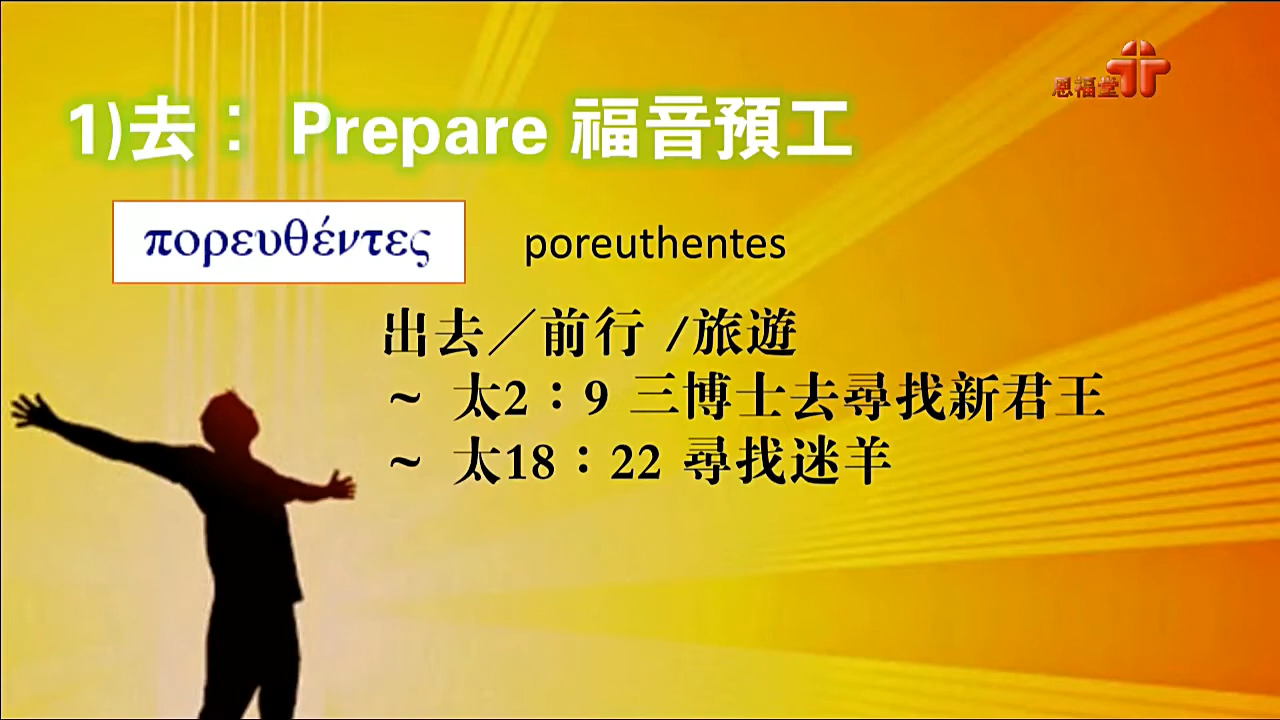 恩福堂
1)去： Prepare 福音預工
πορευθέντες
poreuthentes
出去／前行 /旅遊
~ 太2：9 三博士去尋找新君王
~ 太18：22 尋找迷羊